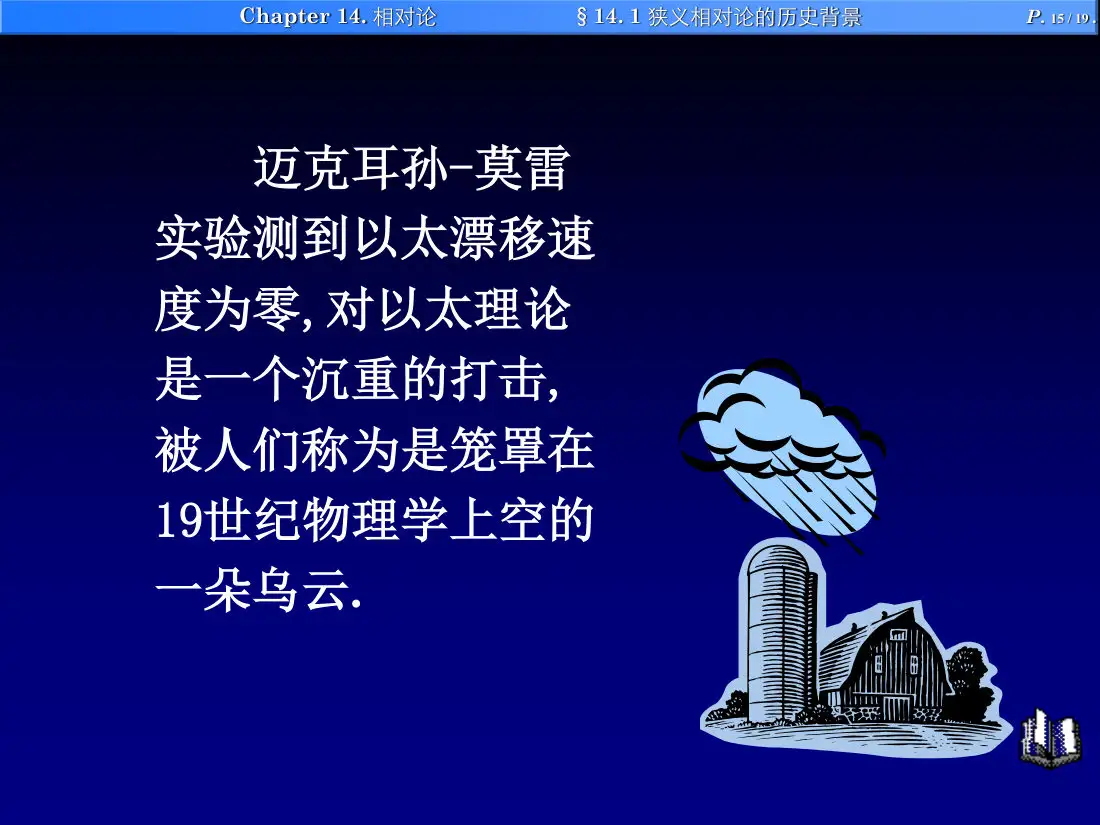 Chapter 14. 相对论 §14. 1 狭义相对论的历史背景 P. 15 / 19 .
迈克耳孙-莫雷
实验测到以太漂移速
度为零,对以太理论
是一个沉重的打击,
被人们称为是笼罩在
19世纪物理学上空的
一朵乌云.